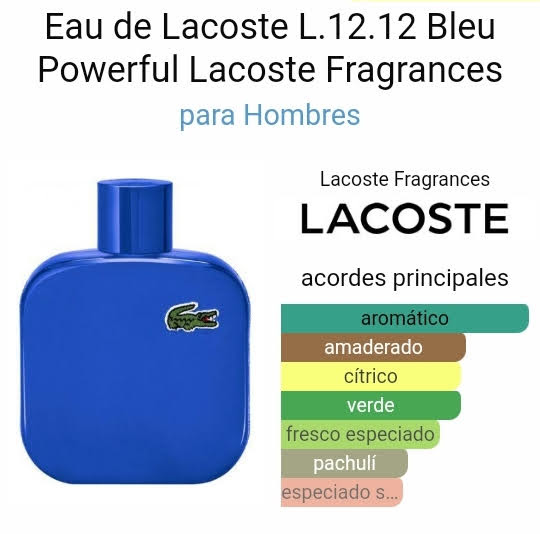 Eau de Lacoste L.12.12 Bleu
Powerful Lacoste Fragrances
para Hombres
Lacoste Fragrances
LACOSTE
acordes principales
aromático
amaderado
cítrico
verde
fresco especiado
pachulí
especiado s...